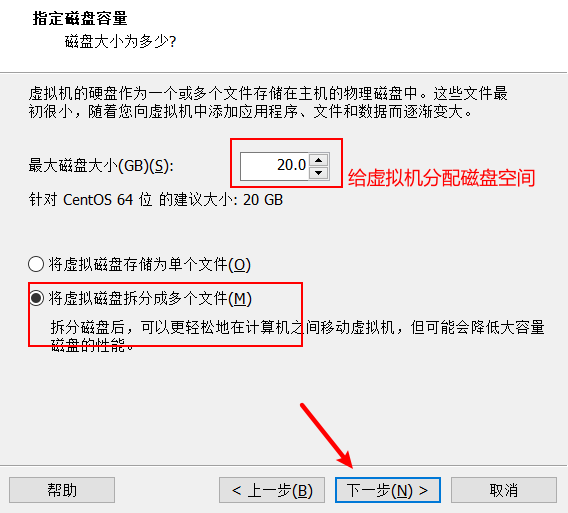 指定磁盘容量
磁盘大小为多少?
虚拟机的硬盘作为一个或多个文件存储在主机的物理磁盘中。这些文件最
初很小，随着您向虚拟机中添加应用程序、文件和数据而逐渐变大。
最大磁盘大小(GB)(S):
20.0
给虚拟机分配磁盘空间
针对 CentOS 64 位 的建议大小: 20 GB
将虚拟磁盘存储为单个文件(O)
将虚拟磁盘拆分成多个文件(M)
拆分磁盘后，可以更轻松地在计算机之间移动虚拟机，但可能会降低大容量
磁盘的性能。
帮助
< 上一步(B)
下一步(N) >
取消